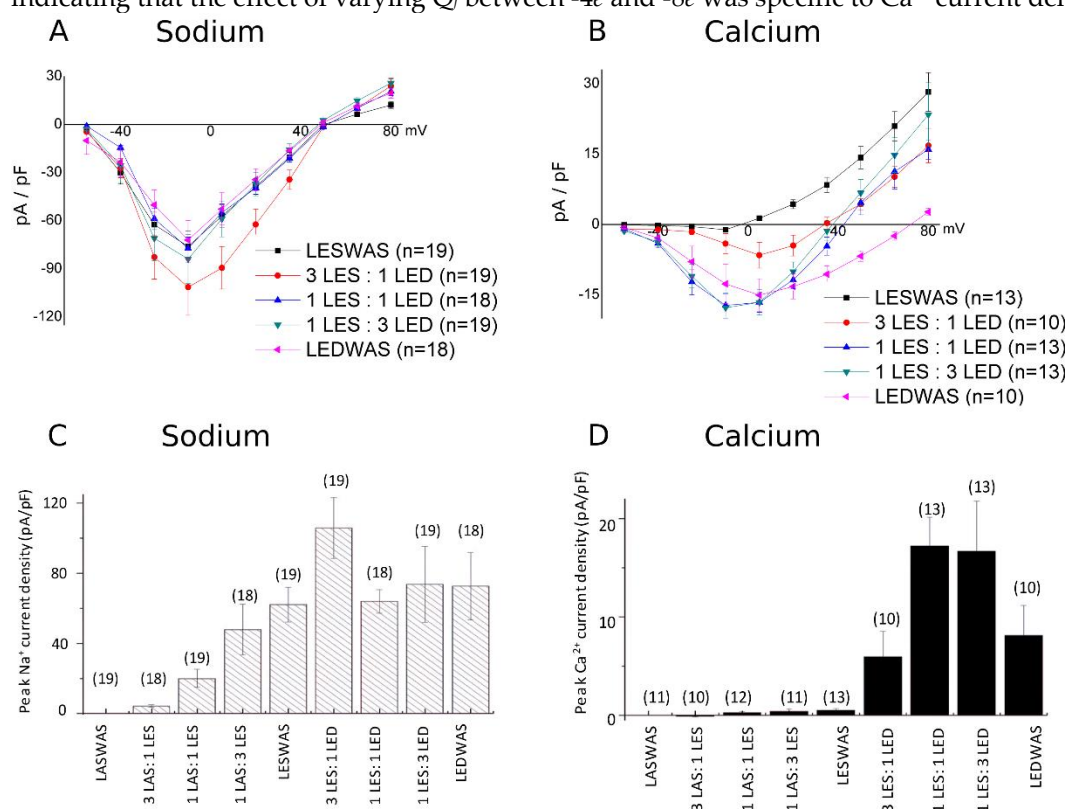 indicating that the effect of varying Qf between -4e and -8e was specific to Ca²⁺ current
A Sodium
B Calcium
30
0
-30
-60
-90
-120
pA / pF
-40
0
40
80 mV
LESWAS (n=19)
3 LES : 1 LED (n=19)
1 LES : 1 LED (n=18)
1 LES : 3 LED (n=19)
LEDWAS (n=18)
30
15
0
-15
pA / pF
-40
0
40
80 mV
LESWAS (n=13)
3 LES : 1 LED (n=10)
1 LES : 1 LED (n=13)
1 LES : 3 LED (n=13)
LEDWAS (n=10)
C Sodium
D Calcium
Peak Na⁺ current density (pA/pF)
120
80
40
0
(19)
(18)
(19)
(18)
(19)
(19)
(18)
(19)
(18)
LASWAS
3 LAS: 1 LES
1 LAS: 1 LES
1 LAS: 3 LES
LESWAS
3 LES: 1 LED
1 LES: 1 LED
1 LES: 3 LED
LEDWAS
Peak Ca²⁺ current density (pA/pF)
20
10
0
(11)
(10)
(12)
(11)
(13)
(10)
(13)
(13)
(10)
LASWAS
3 LAS: 1 LES
1 LAS: 1 LES
1 LAS: 3 LES
LESWAS
3 LES: 1 LED
1 LES: 1 LED
1 LES: 3 LED
LEDWAS